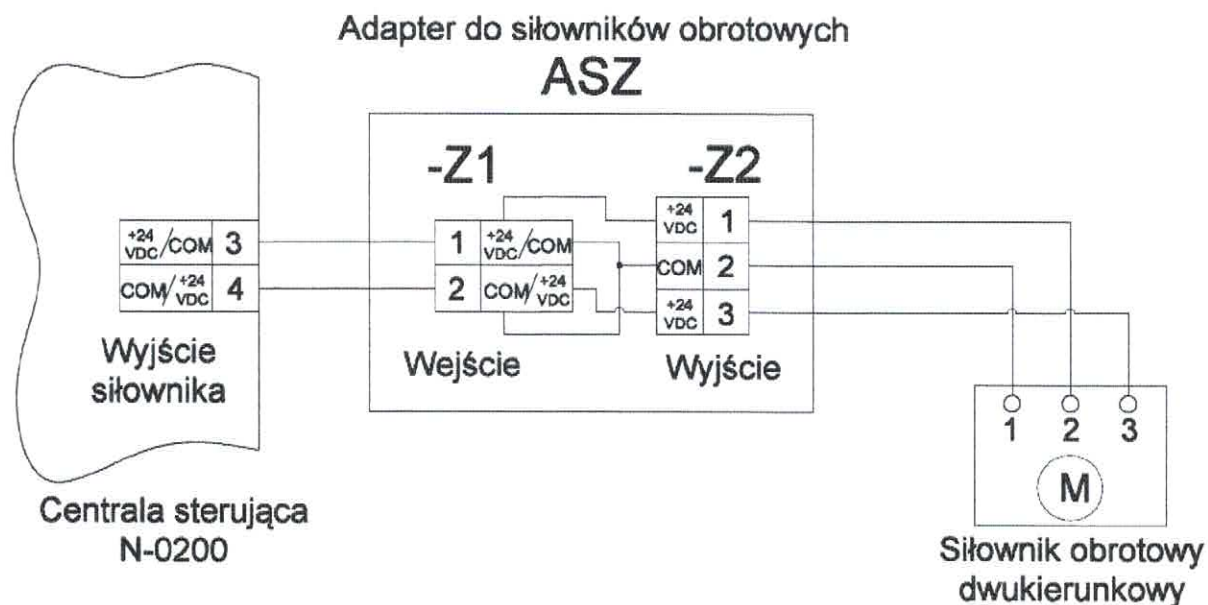 Adapter do siłowników obrotowych
ASZ
-Z1
-Z2
+24 VDC/COM 3
COM/+24 VDC 4
Wyjście
siłownika
1 +24 VDC/COM
2 COM/+24 VDC
Wejście
+24 VDC 1
COM 2
+24 VDC 3
Wyjście
1 2 3
M
Centrala sterująca
N-0200
Siłownik obrotowy
dwukierunkowy